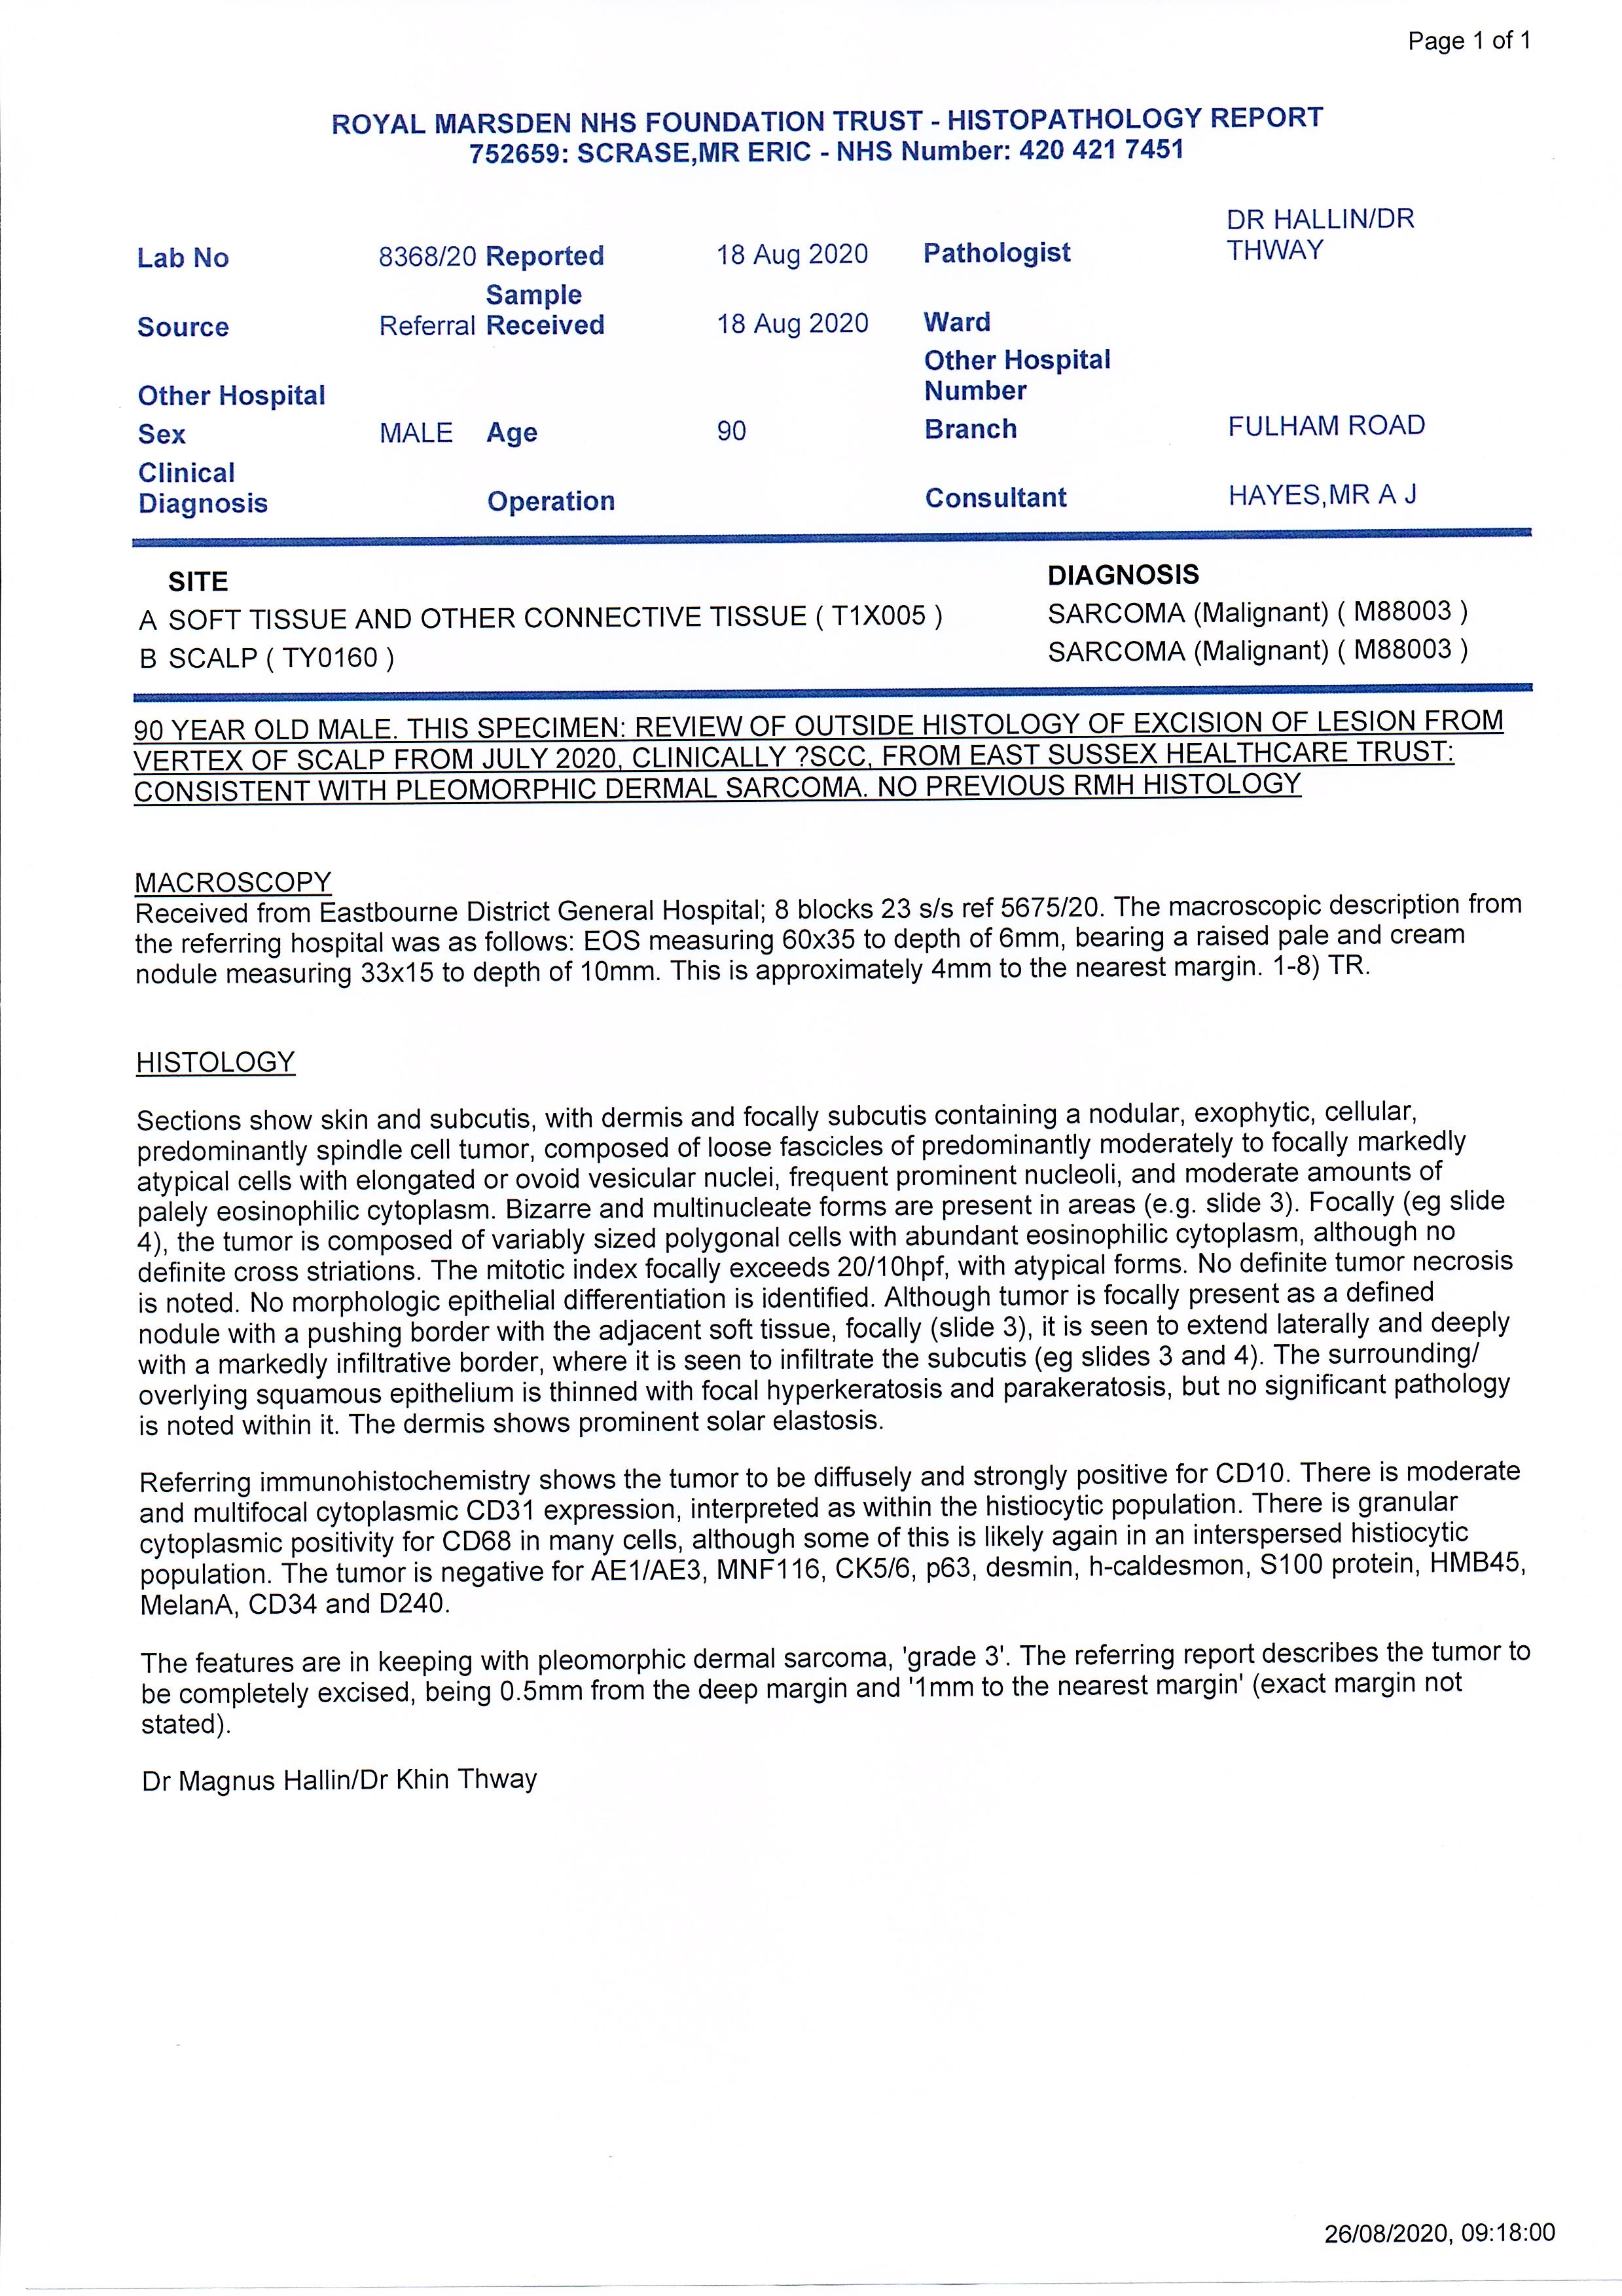 Page 1 of 1
ROYAL MARSDEN NHS FOUNDATION TRUST - HISTOPATHOLOGY REPORT
752659: SCRASE,MR ERIC - NHS Number: 420 421 7451
Lab No 8368/20 Reported 18 Aug 2020 Pathologist DR HALLIN/DR THWAY
Source Referral Sample Received 18 Aug 2020 Ward
Other Hospital Other Hospital Number
Sex MALE Age 90 Branch FULHAM ROAD
Clinical Diagnosis Operation Consultant HAYES,MR A J
SITE DIAGNOSIS
A SOFT TISSUE AND OTHER CONNECTIVE TISSUE ( T1X005 ) SARCOMA (Malignant) ( M88003 )
B SCALP ( TY0160 ) SARCOMA (Malignant) ( M88003 )
90 YEAR OLD MALE. THIS SPECIMEN: REVIEW OF OUTSIDE HISTOLOGY OF EXCISION OF LESION FROM
VERTEX OF SCALP FROM JULY 2020, CLINICALLY ?SCC, FROM EAST SUSSEX HEALTHCARE TRUST:
CONSISTENT WITH PLEOMORPHIC DERMAL SARCOMA. NO PREVIOUS RMH HISTOLOGY
MACROSCOPY
Received from Eastbourne District General Hospital; 8 blocks 23 s/s ref 5675/20. The macroscopic description from
the referring hospital was as follows: EOS measuring 60x35 to depth of 6mm, bearing a raised pale and cream
nodule measuring 33x15 to depth of 10mm. This is approximately 4mm to the nearest margin. 1-8) TR.
HISTOLOGY
Sections show skin and subcutis, with dermis and focally subcutis containing a nodular, exophytic, cellular,
predominantly spindle cell tumor, composed of loose fascicles of predominantly moderately to focally markedly
atypical cells with elongated or ovoid vesicular nuclei, frequent prominent nucleoli, and moderate amounts of
palely eosinophilic cytoplasm. Bizarre and multinucleate forms are present in areas (e.g. slide 3). Focally (eg slide
4), the tumor is composed of variably sized polygonal cells with abundant eosinophilic cytoplasm, although no
definite cross striations. The mitotic index focally exceeds 20/10hpf, with atypical forms. No definite tumor necrosis
is noted. No morphologic epithelial differentiation is identified. Although tumor is focally present as a defined
nodule with a pushing border with the adjacent soft tissue, focally (slide 3), it is seen to extend laterally and deeply
with a markedly infiltrative border, where it is seen to infiltrate the subcutis (eg slides 3 and 4). The surrounding/
overlying squamous epithelium is thinned with focal hyperkeratosis and parakeratosis, but no significant pathology
is noted within it. The dermis shows prominent solar elastosis.
Referring immunohistochemistry shows the tumor to be diffusely and strongly positive for CD10. There is moderate
and multifocal cytoplasmic CD31 expression, interpreted as within the histiocytic population. There is granular
cytoplasmic positivity for CD68 in many cells, although some of this is likely again in an interspersed histiocytic
population. The tumor is negative for AE1/AE3, MNF116, CK5/6, p63, desmin, h-caldesmon, S100 protein, HMB45,
MelanA, CD34 and D240.
The features are in keeping with pleomorphic dermal sarcoma, 'grade 3'. The referring report describes the tumor to
be completely excised, being 0.5mm from the deep margin and '1mm to the nearest margin' (exact margin not
stated).
Dr Magnus Hallin/Dr Khin Thway
26/08/2020, 09:18:00